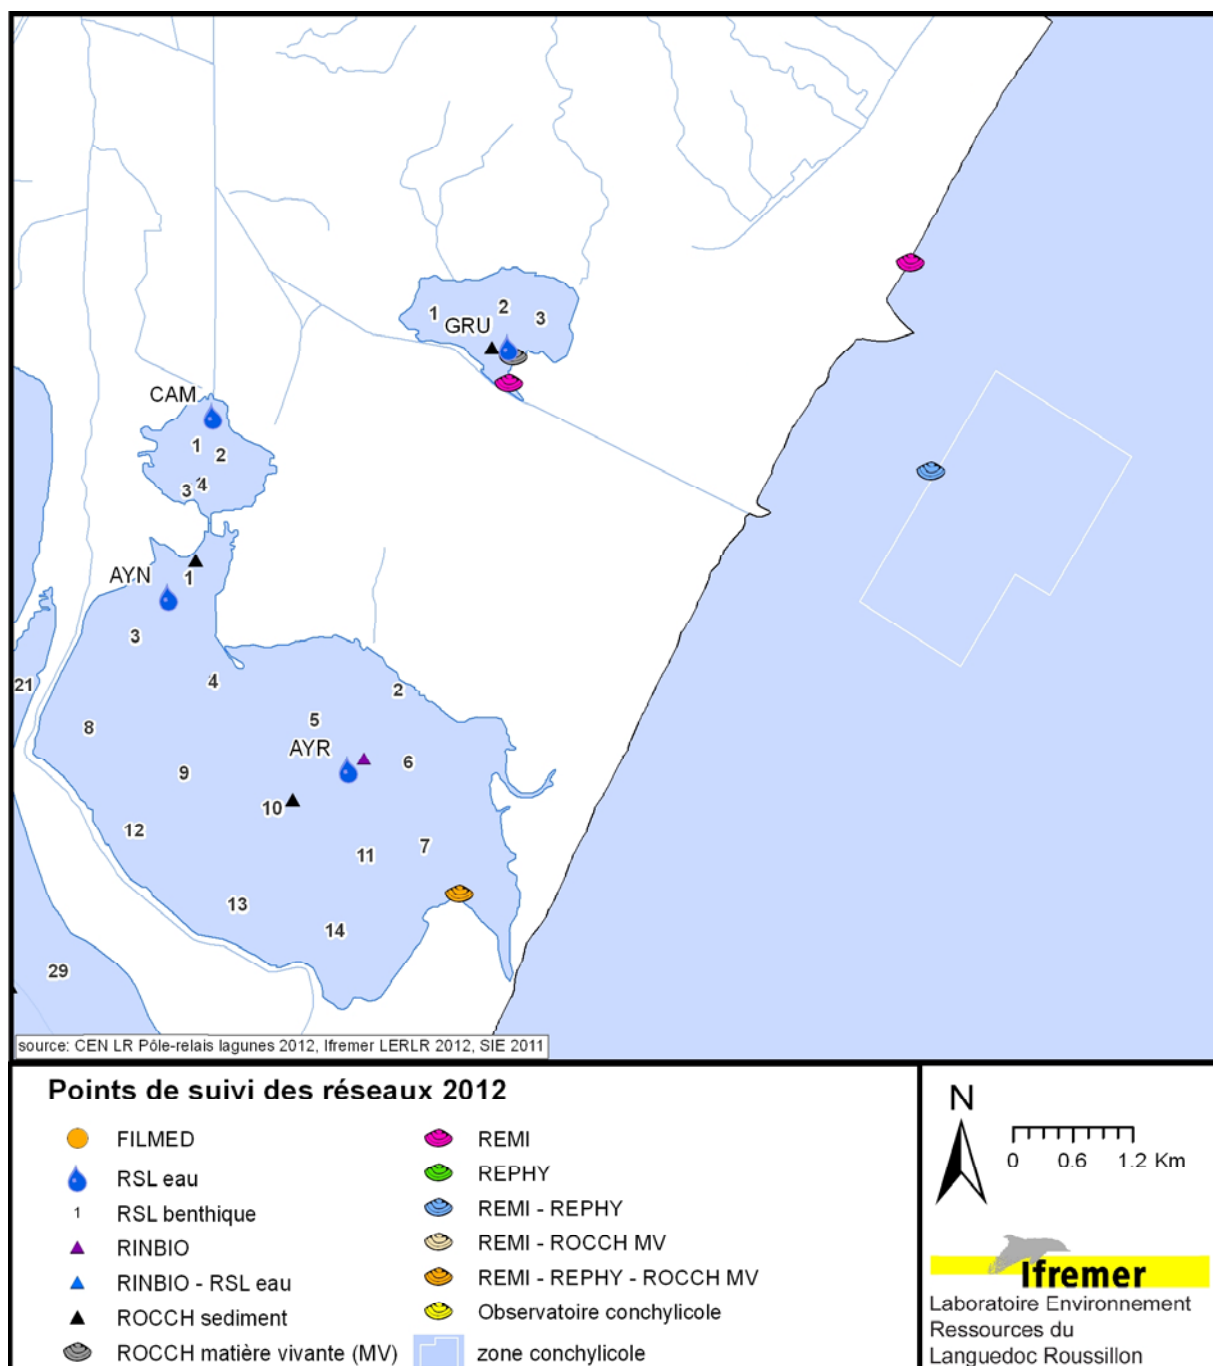 1
2
3
GRU
CAM
1
2
3
4
AYN
1
3
4
21
2
8
5
AYR
6
9
10
12
7
11
13
14
29
source: CEN LR Pôle-relais lagunes 2012, Ifremer LERLR 2012, SIE 2011
Points de suivi des réseaux 2012
FILMED
RSL eau
1 RSL benthique
RINBIO
RINBIO - RSL eau
ROCCH sediment
ROCCH matière vivante (MV)
REMI
REPHY
REMI - REPHY
REMI - ROCCH MV
REMI - REPHY - ROCCH MV
Observatoire conchylicole
zone conchylicole
N
0 0.6 1.2 Km
Ifremer
Laboratoire Environnement
Ressources du
Languedoc Roussillon